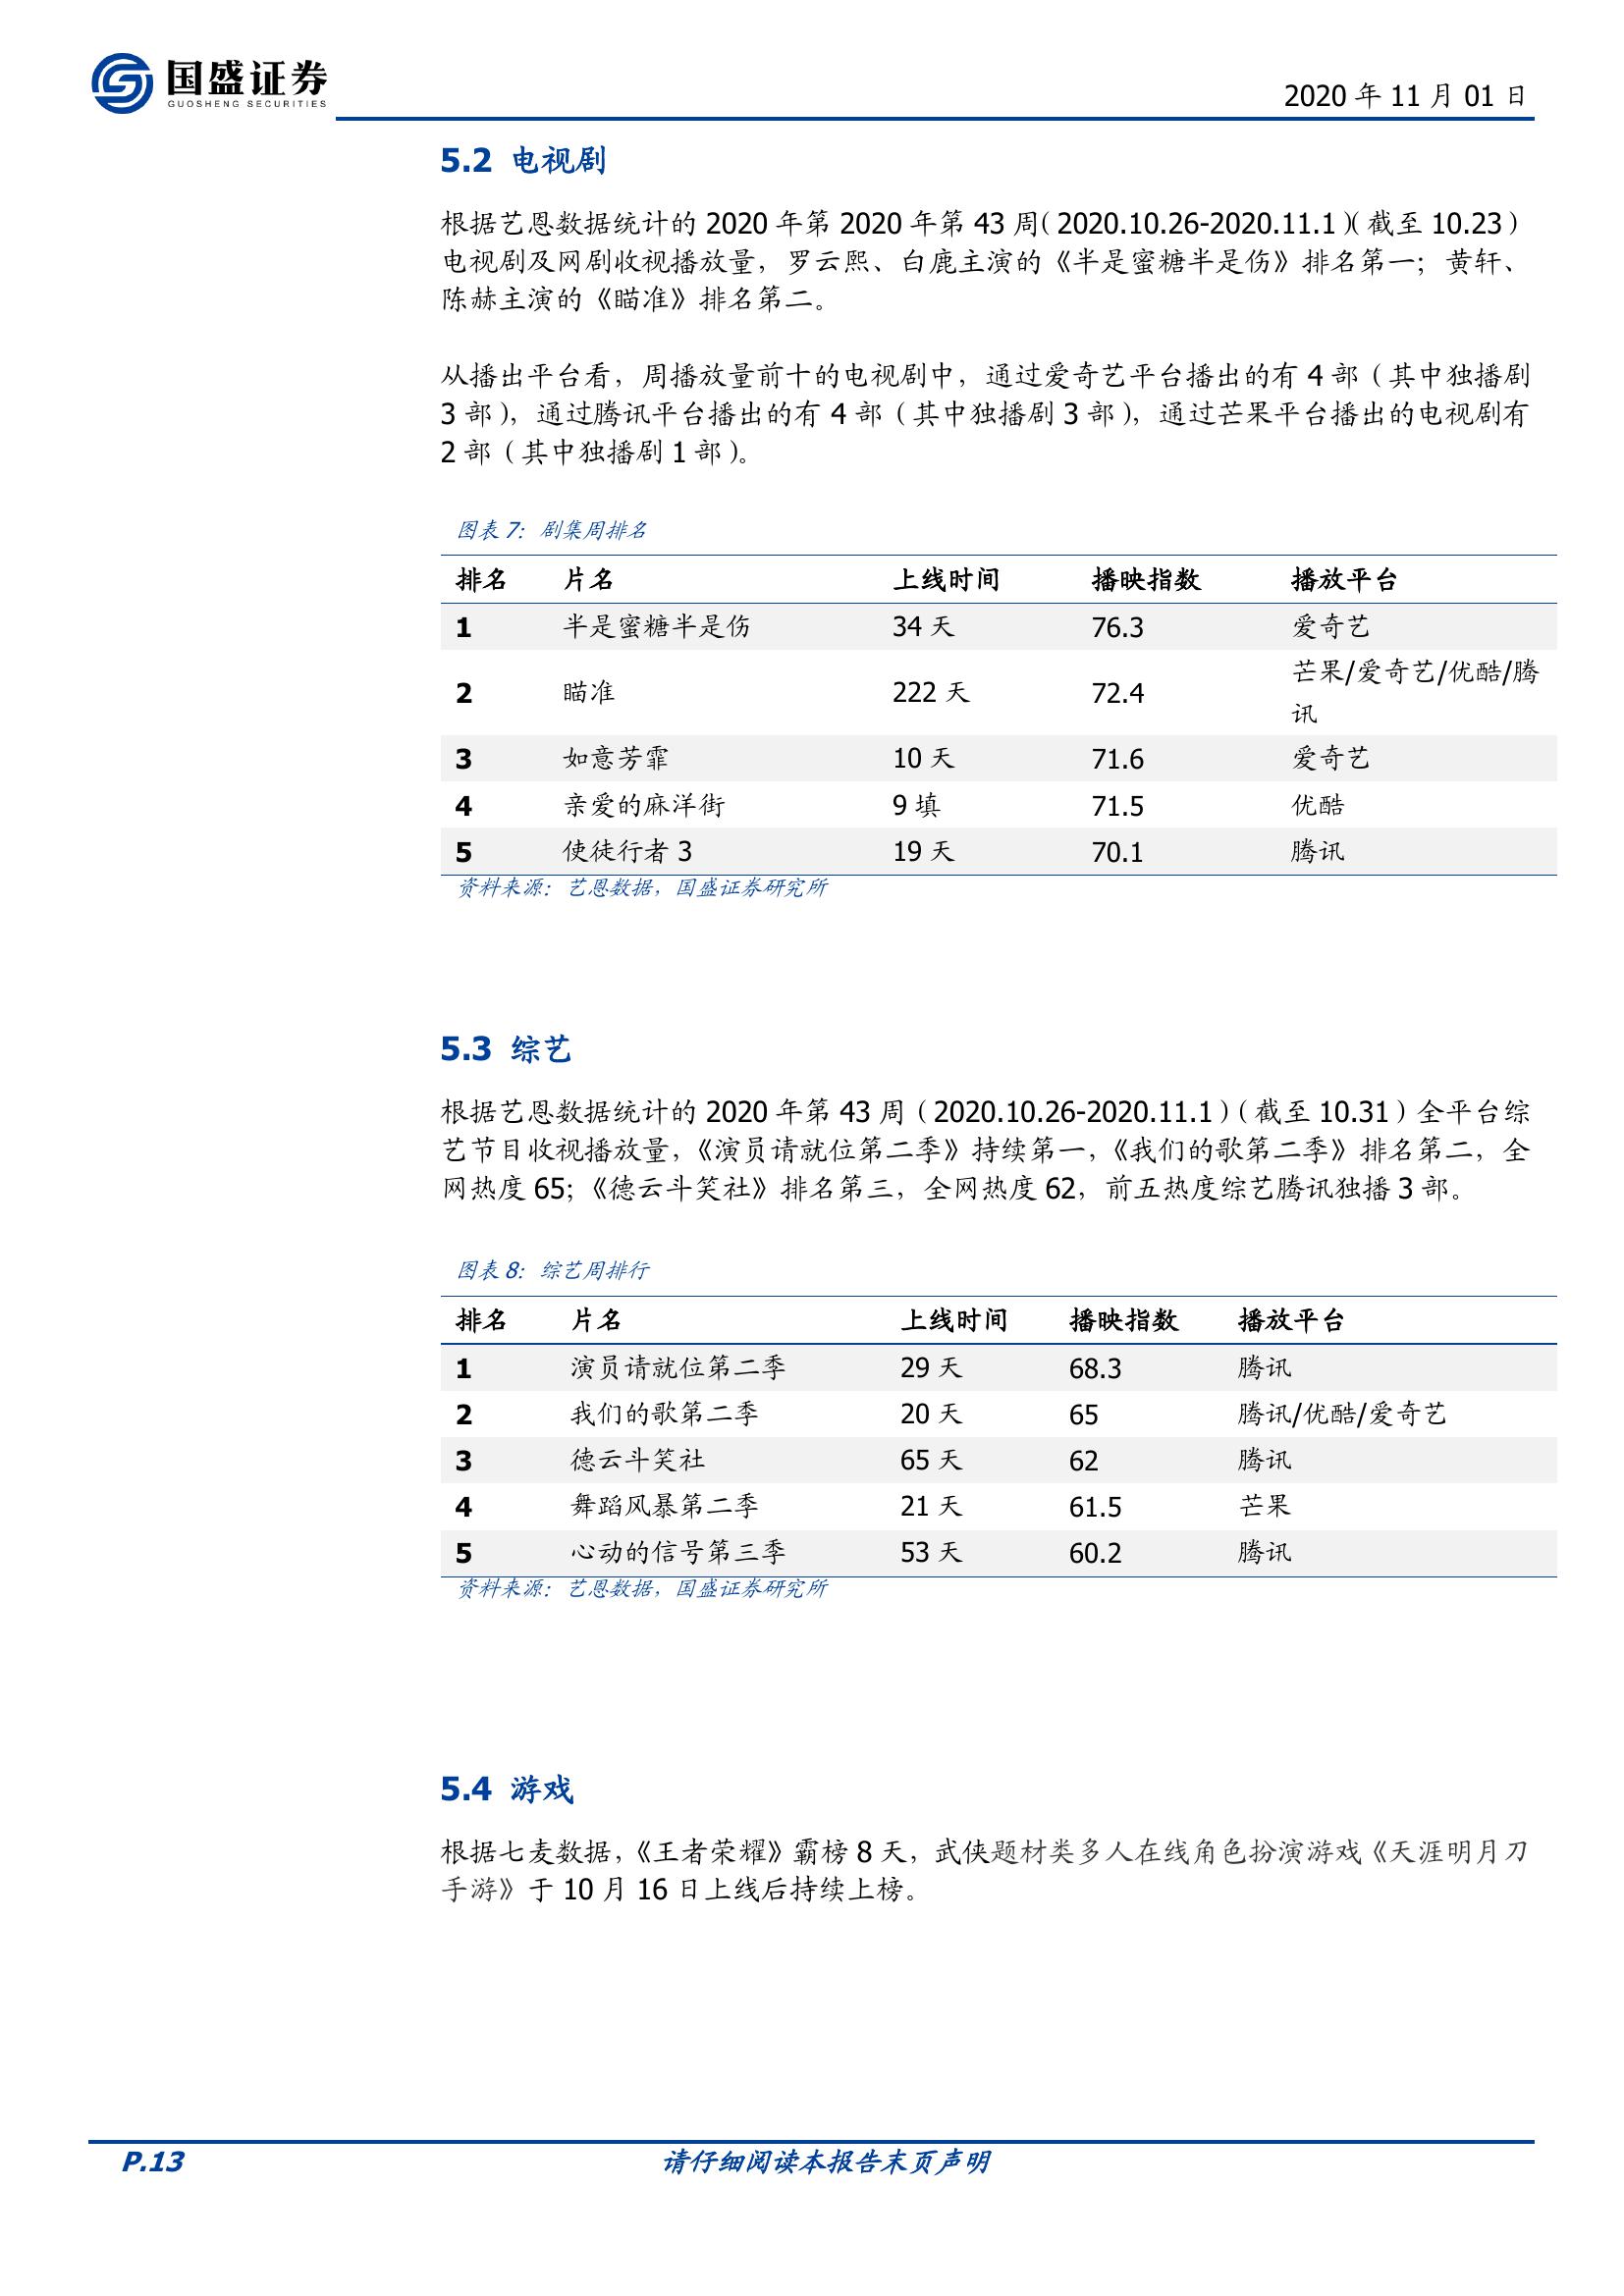 国盛证券
GUOSHENG SECURITIES
2020 年 11 月 01 日
5.2 电视剧
根据艺恩数据统计的 2020 年第 2020 年第 43 周（2020.10.26-2020.11.1）（截至 10.23）
电视剧及网剧收视播放量，罗云熙、白鹿主演的《半是蜜糖半是伤》排名第一；黄轩、
陈赫主演的《瞄准》排名第二。
从播出平台看，周播放量前十的电视剧中，通过爱奇艺平台播出的有 4 部（其中独播剧
3 部），通过腾讯平台播出的有 4 部（其中独播剧 3 部），通过芒果平台播出的电视剧有
2 部（其中独播剧 1 部）。
图表 7：剧集周排名
排名 片名 上线时间 播映指数 播放平台
1 半是蜜糖半是伤 34 天 76.3 爱奇艺
2 瞄准 222 天 72.4 芒果/爱奇艺/优酷/腾
讯
3 如意芳霏 10 天 71.6 爱奇艺
4 亲爱的麻洋街 9 填 71.5 优酷
5 使徒行者 3 19 天 70.1 腾讯
资料来源：艺恩数据，国盛证券研究所
5.3 综艺
根据艺恩数据统计的 2020 年第 43 周（2020.10.26-2020.11.1）（截至 10.31）全平台综
艺节目收视播放量，《演员请就位第二季》持续第一，《我们的歌第二季》排名第二，全
网热度 65；《德云斗笑社》排名第三，全网热度 62，前五热度综艺腾讯独播 3 部。
图表 8：综艺周排行
排名 片名 上线时间 播映指数 播放平台
1 演员请就位第二季 29 天 68.3 腾讯
2 我们的歌第二季 20 天 65 腾讯/优酷/爱奇艺
3 德云斗笑社 65 天 62 腾讯
4 舞蹈风暴第二季 21 天 61.5 芒果
5 心动的信号第三季 53 天 60.2 腾讯
资料来源：艺恩数据，国盛证券研究所
5.4 游戏
根据七麦数据，《王者荣耀》霸榜 8 天，武侠题材类多人在线角色扮演游戏《天涯明月刀
手游》于 10 月 16 日上线后持续上榜。
P.13 请仔细阅读本报告末页声明